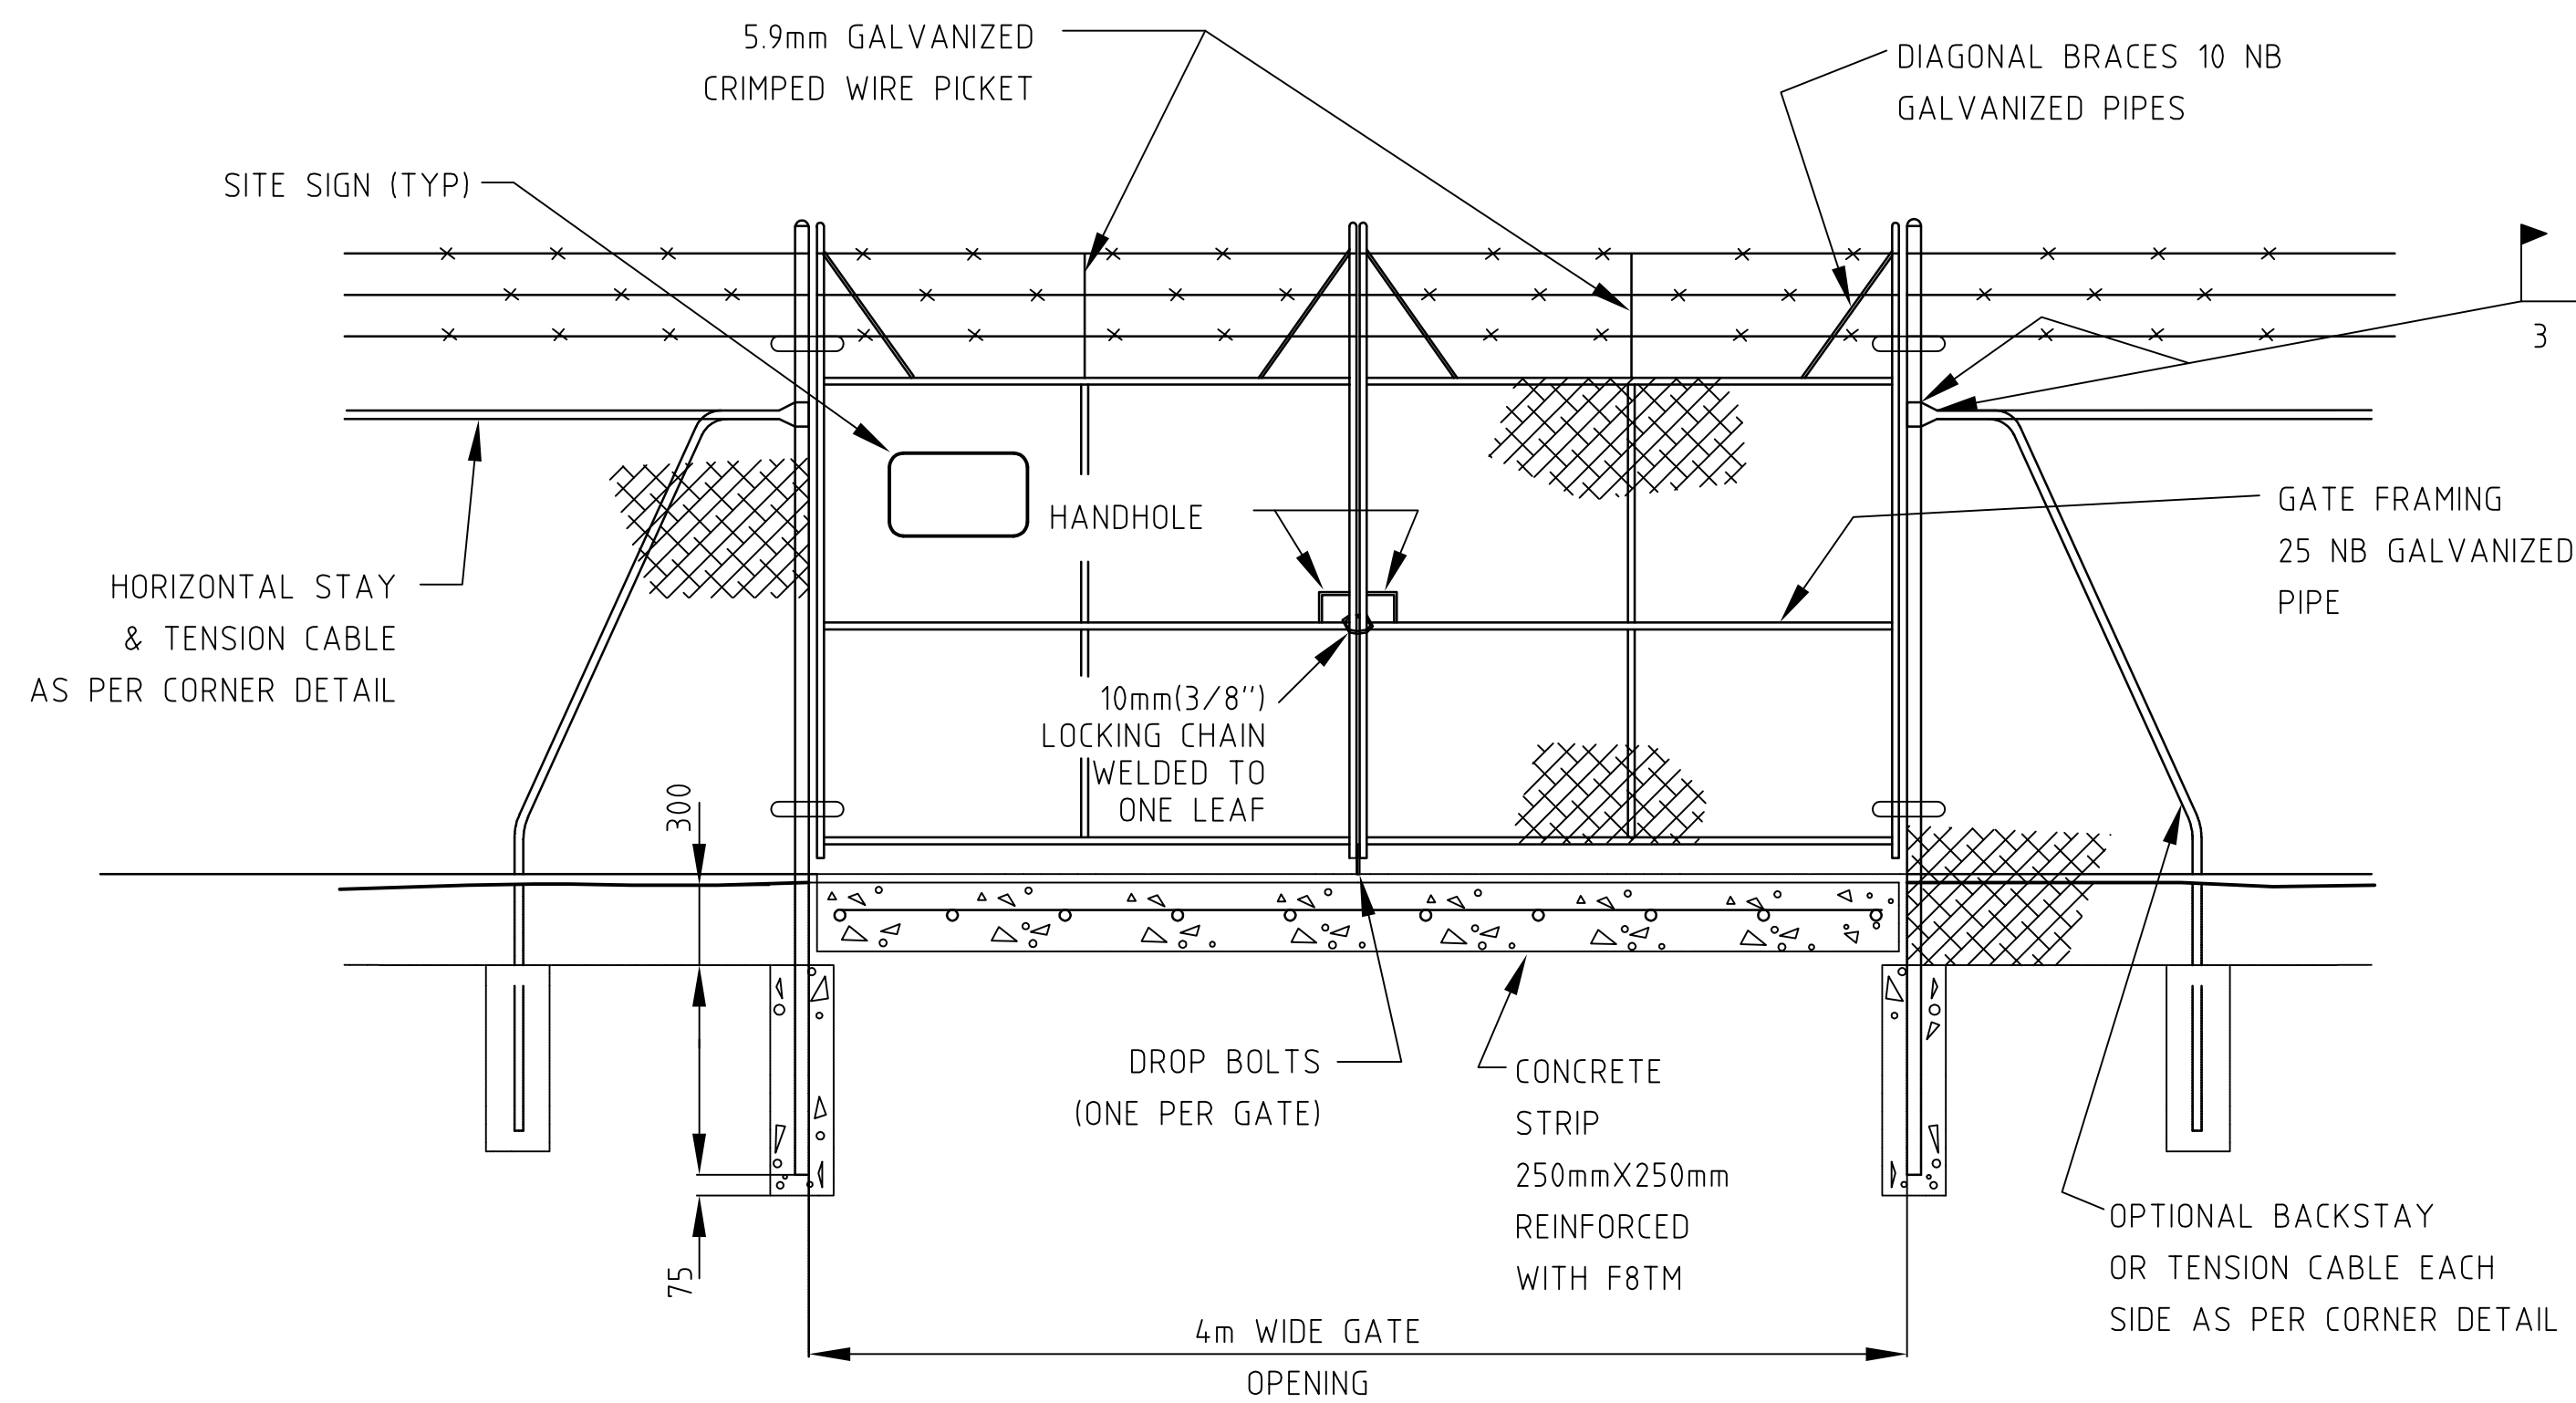 5.9mm GALVANIZED
CRIMPED WIRE PICKET
DIAGONAL BRACES 10 NB
GALVANIZED PIPES
SITE SIGN (TYP)
3
HANDHOLE
GATE FRAMING
25 NB GALVANIZED
PIPE
HORIZONTAL STAY
& TENSION CABLE
AS PER CORNER DETAIL
10mm(3/8'')
LOCKING CHAIN
WELDED TO
ONE LEAF
300
DROP BOLTS
(ONE PER GATE)
CONCRETE
STRIP
250mmX250mm
REINFORCED
WITH F8TM
75
OPTIONAL BACKSTAY
OR TENSION CABLE EACH
SIDE AS PER CORNER DETAIL
4m WIDE GATE
OPENING